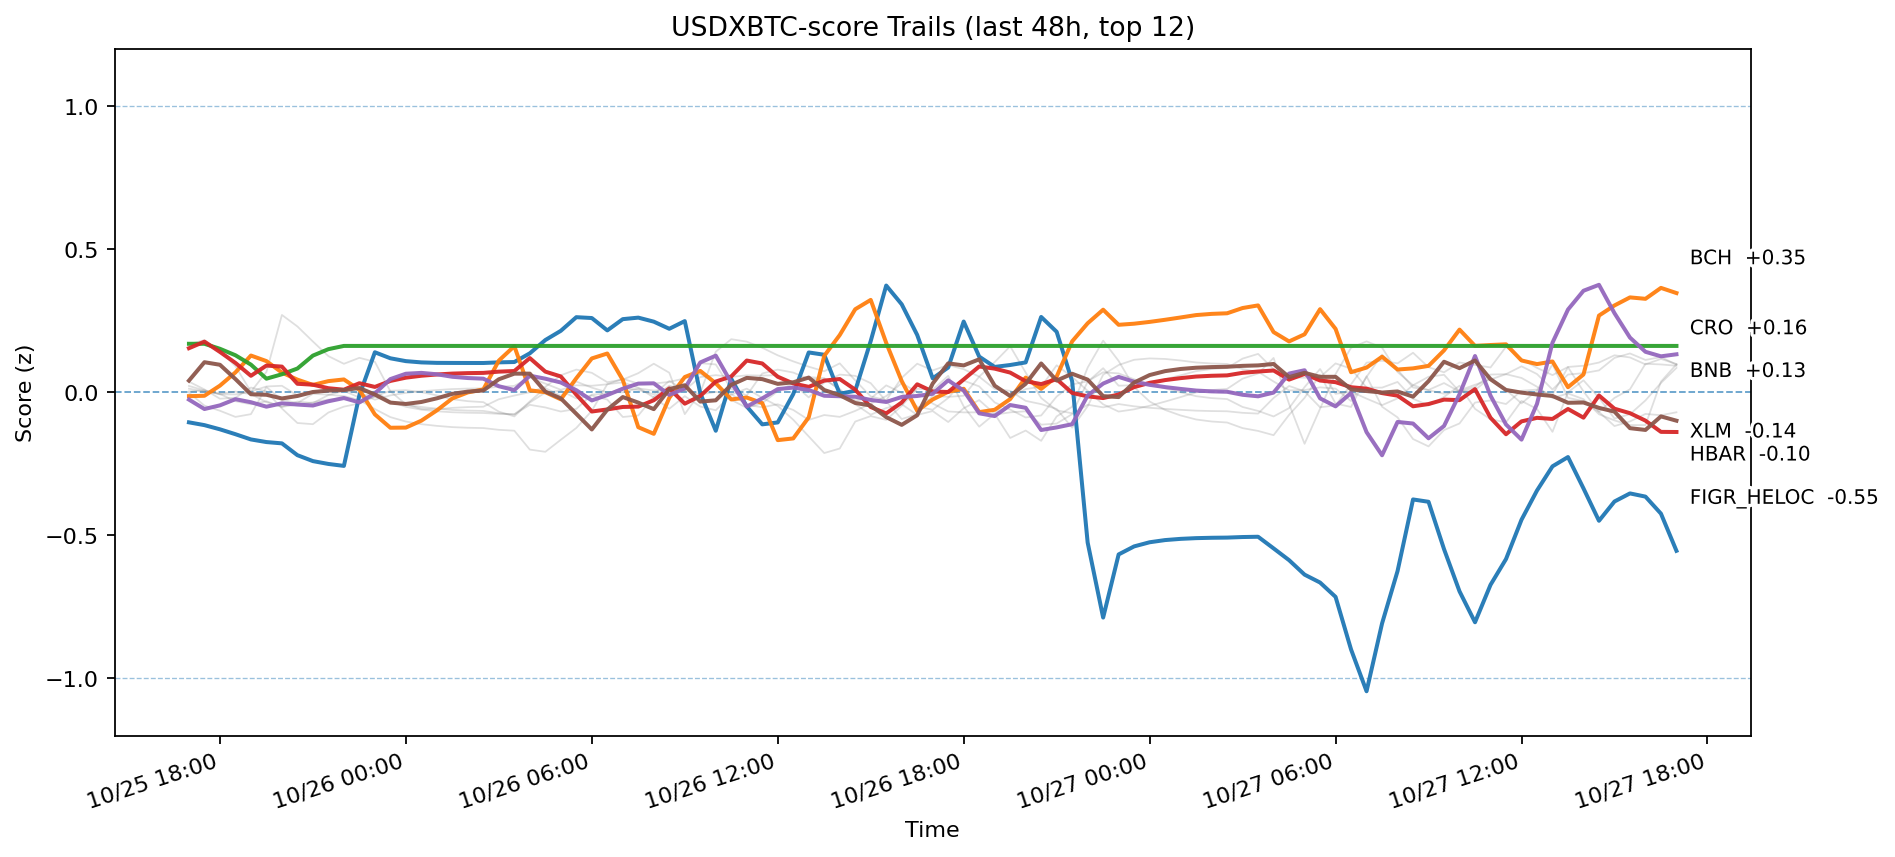 USDXBTC-score Trails (last 48h, top 12)
Score (z)
1.0
0.5
0.0
−0.5
−1.0
BCH +0.35
CRO +0.16
BNB +0.13
XLM -0.14
HBAR -0.10
FIGR_HELOC -0.55
10/25 18:00
10/26 00:00
10/26 06:00
10/26 12:00
10/26 18:00
10/27 00:00
10/27 06:00
10/27 12:00
10/27 18:00
Time